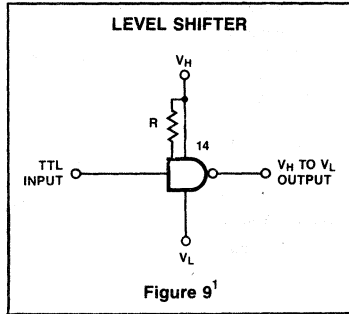 LEVEL SHIFTER
VH
R
14
TTL
INPUT
VH TO VL
OUTPUT
VL
Figure 9¹